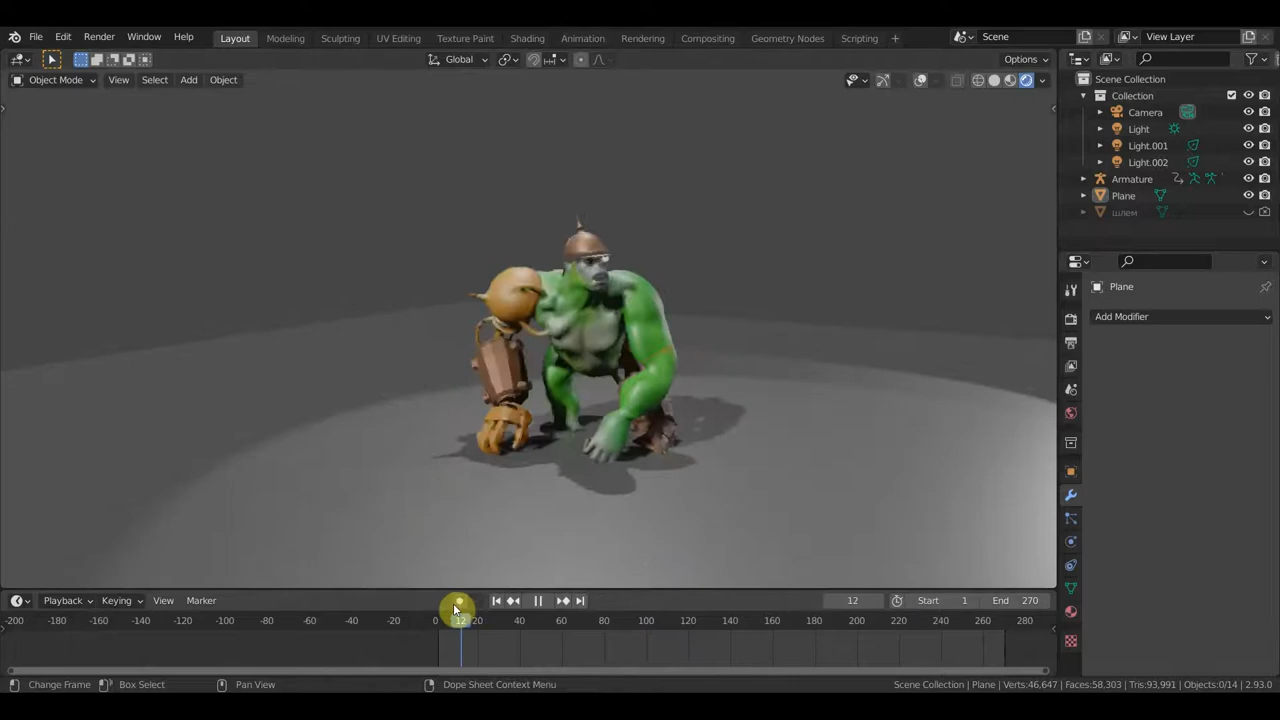 File Edit Render Window Help Layout Modeling Sculpting UV Editing Texture Paint Shading Animation Rendering Compositing Geometry Nodes Scripting + Scene View Layer
Global Options
Object Mode View Select Add Object
Scene Collection
Collection
Camera
Light
Light.001
Light.002
Armature
Plane
шлем
Plane
Add Modifier
Playback Keying View Marker 12 Start 1 End 270
-200 -180 -160 -140 -120 -100 -80 -60 -40 -20 0 12 20 40 60 80 100 120 140 160 180 200 220 240 260 280
Change Frame Box Select Pan View Dope Sheet Context Menu Scene Collection | Plane | Verts:46,647 | Faces:58,303 | Tris:93,991 | Objects:0/14 | 2.93.0